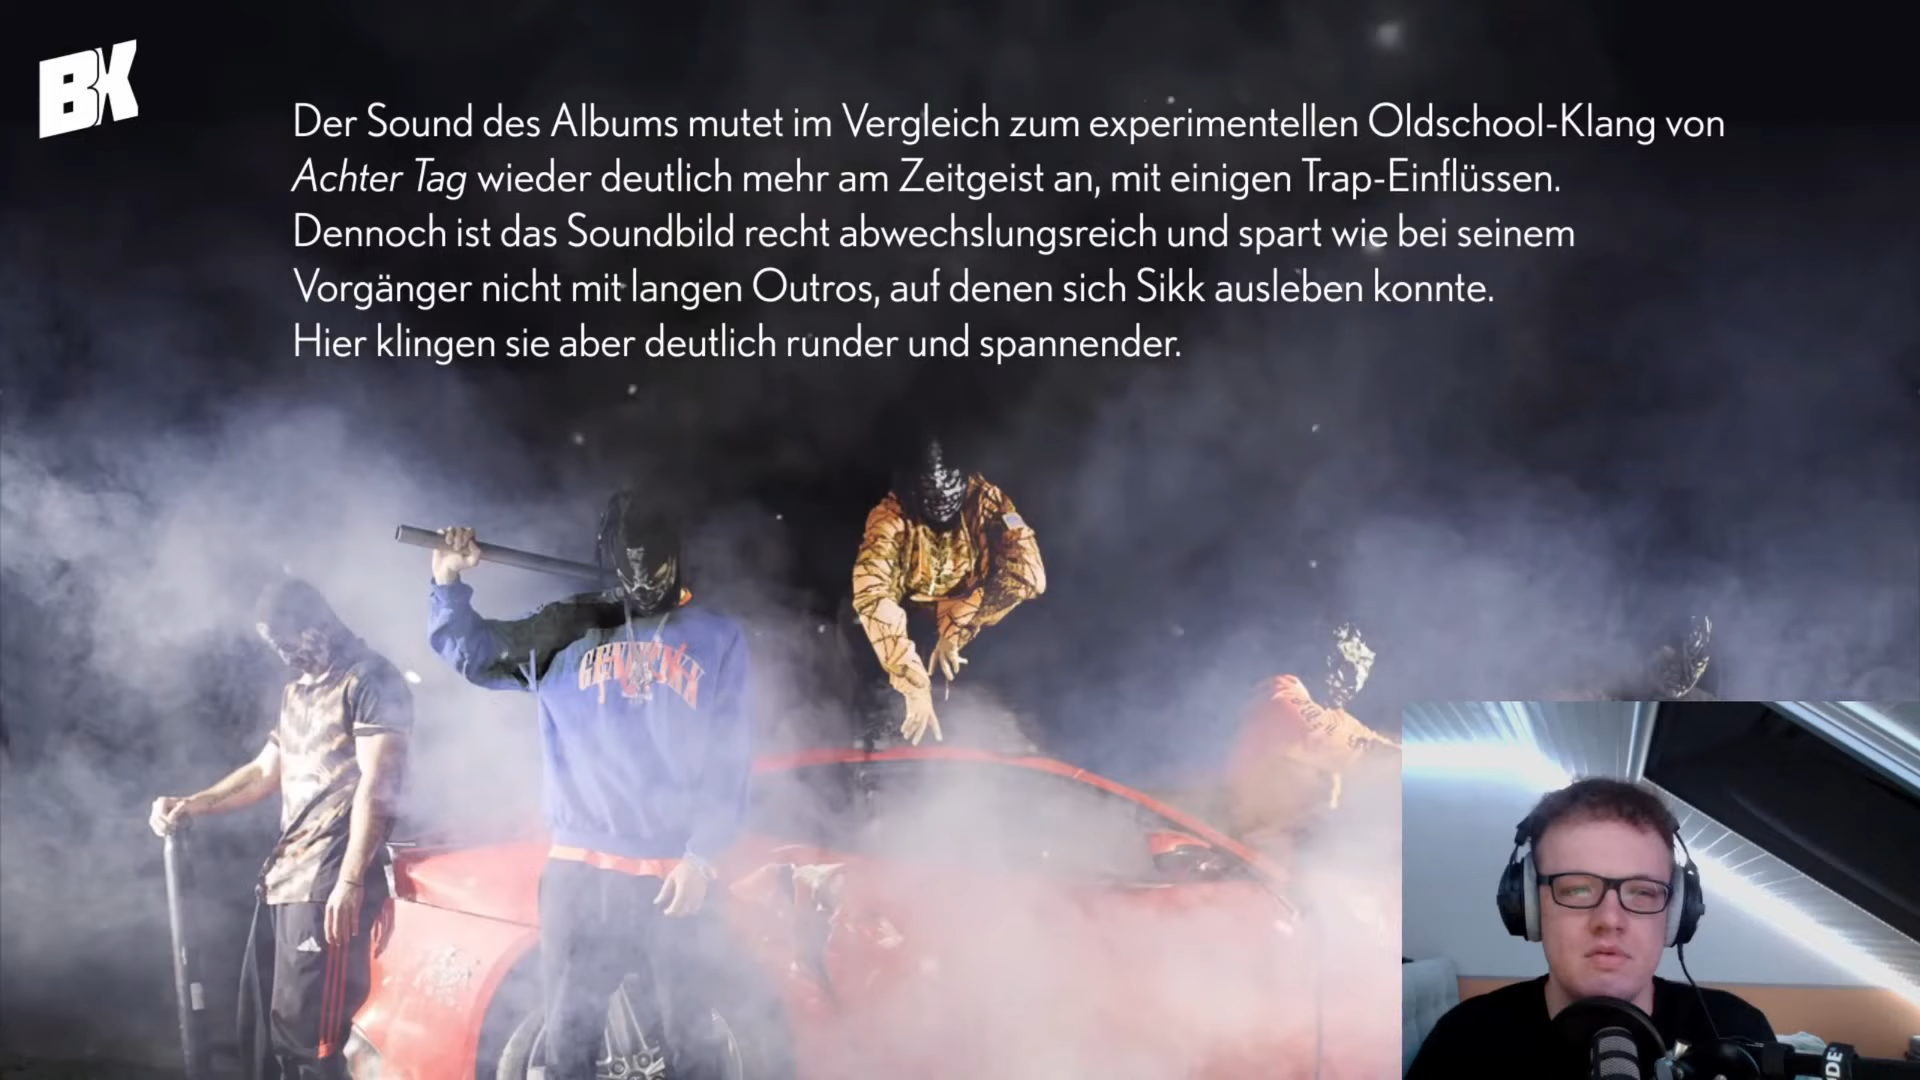 BK
Der Sound des Albums mutet im Vergleich zum experimentellen Oldschool-Klang von
Achter Tag wieder deutlich mehr am Zeitgeist an, mit einigen Trap-Einflüssen.
Dennoch ist das Soundbild recht abwechslungsreich und spart wie bei seinem
Vorgänger nicht mit langen Outros, auf denen sich Sikk ausleben konnte.
Hier klingen sie aber deutlich runder und spannender.